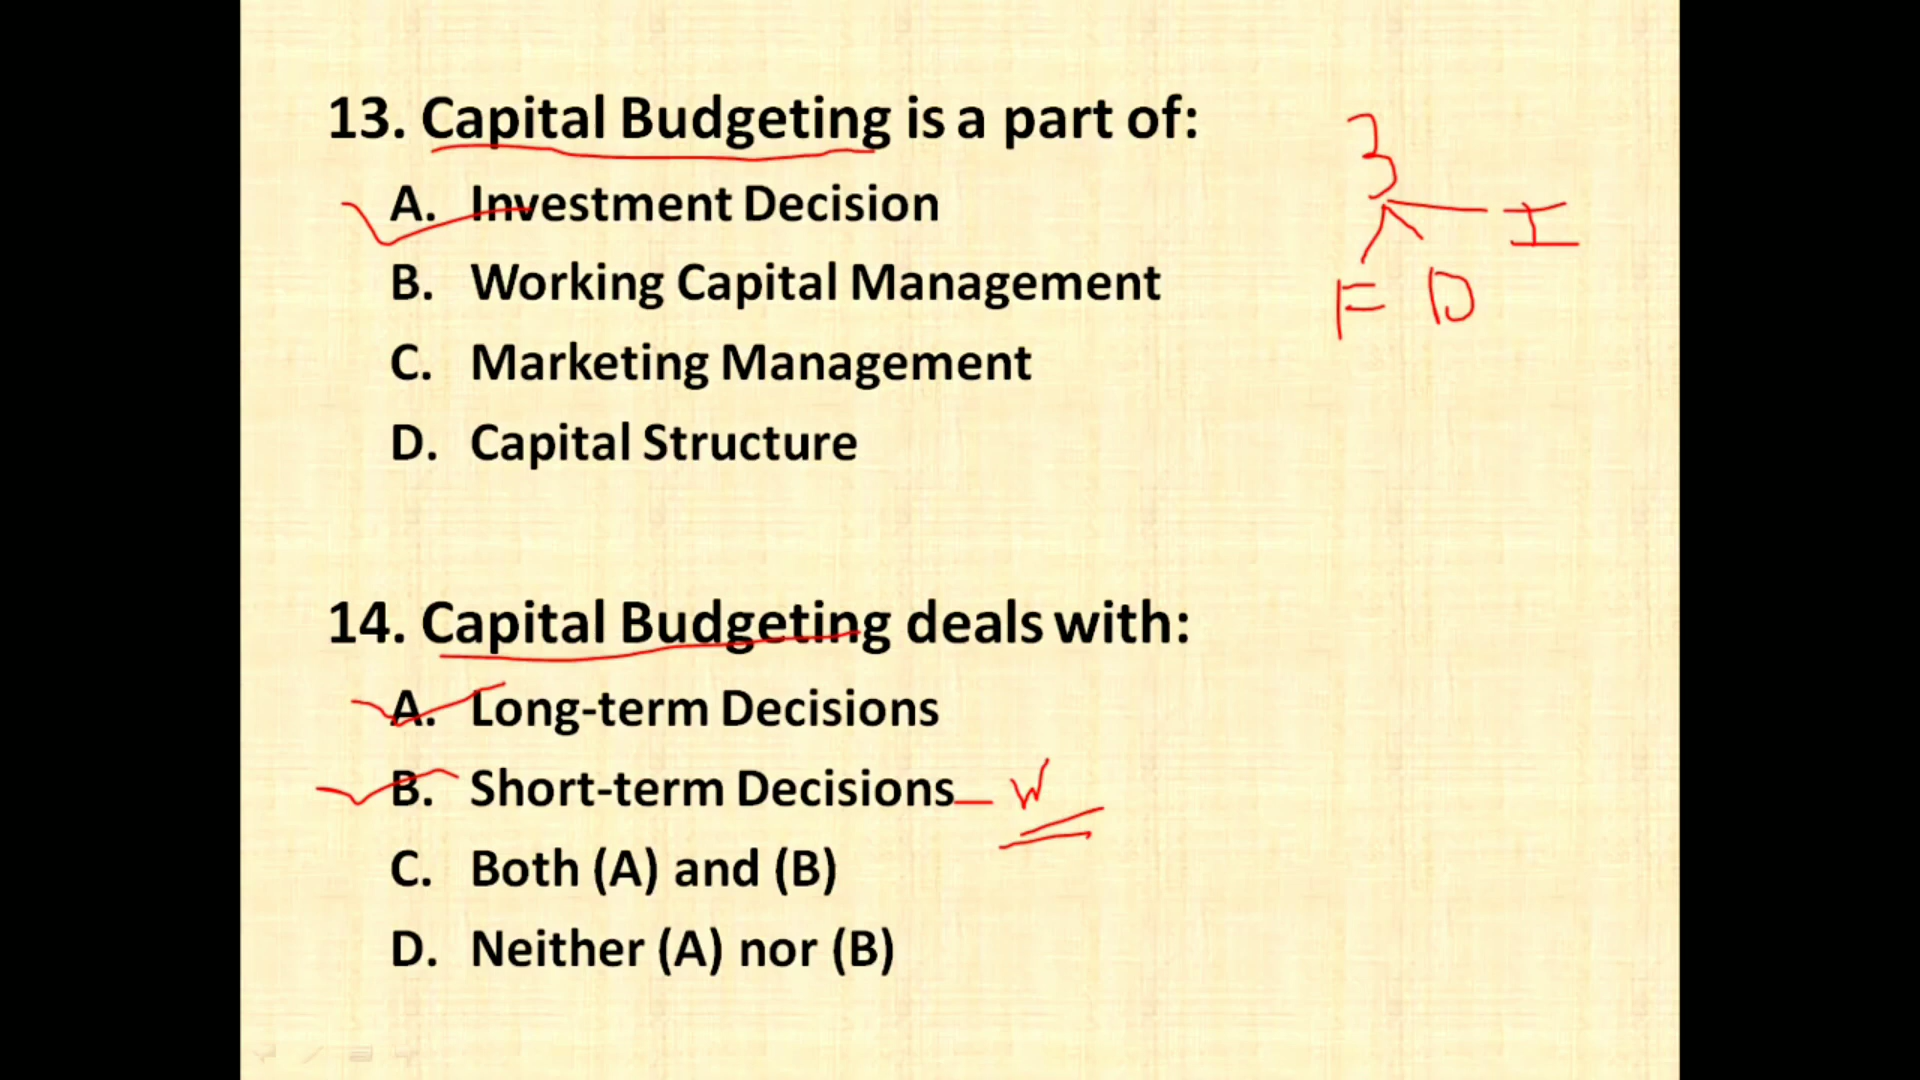 13. Capital Budgeting is a part of:
A. Investment Decision
B. Working Capital Management
C. Marketing Management
D. Capital Structure
3
I
F D
14. Capital Budgeting deals with:
A. Long-term Decisions
B. Short-term Decisions – W
C. Both (A) and (B)
D. Neither (A) nor (B)